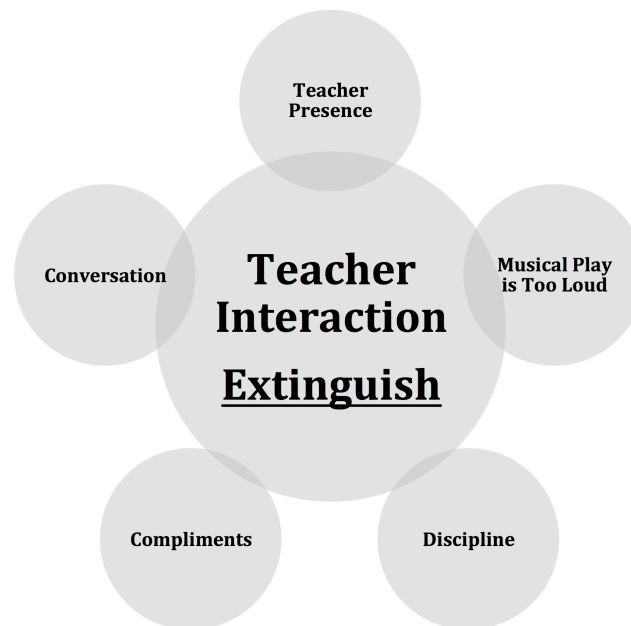 Teacher
Presence
Conversation
Teacher
Interaction
Extinguish
Musical Play
is Too Loud
Compliments
Discipline